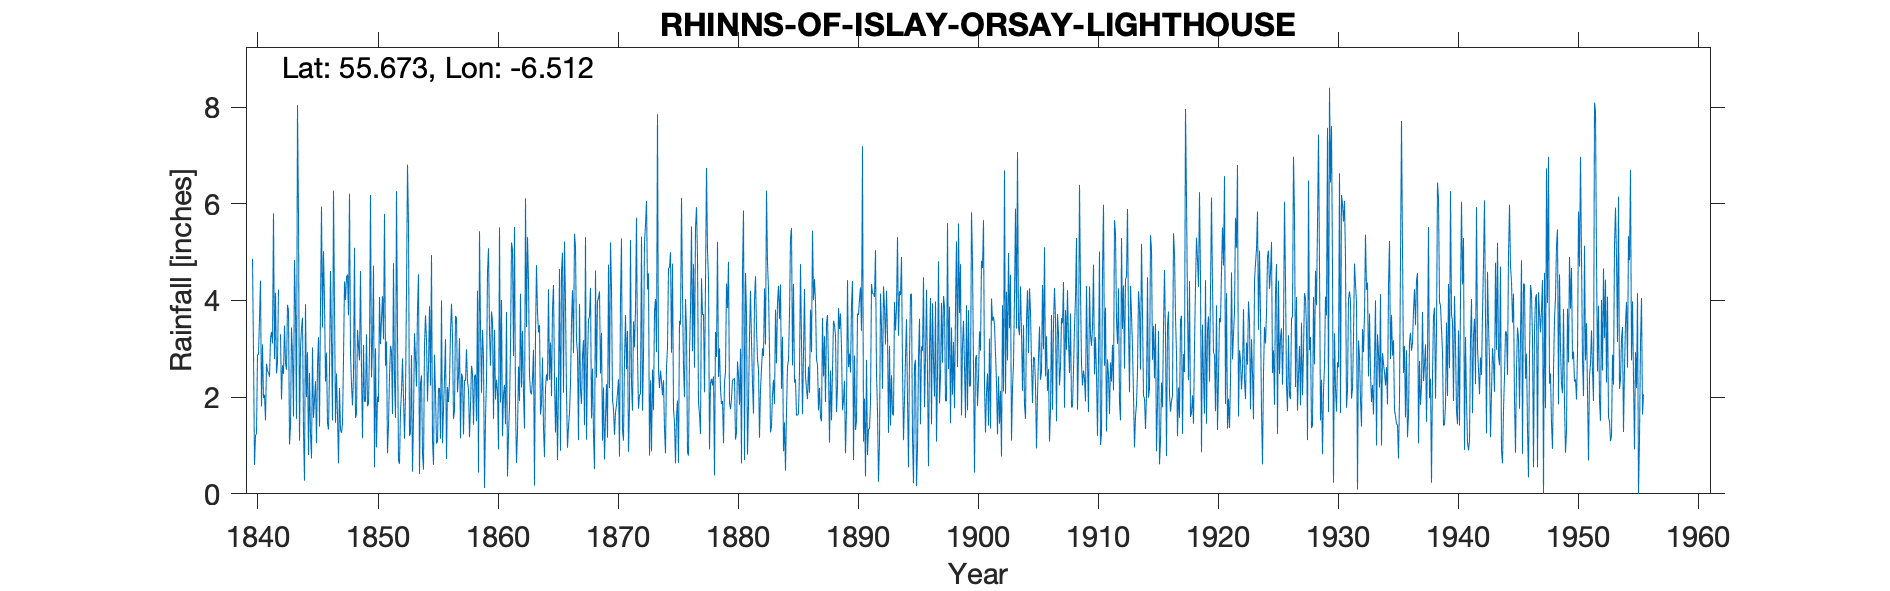 RHINNS-OF-ISLAY-ORSAY-LIGHTHOUSE
Lat: 55.673, Lon: -6.512
Rainfall [inches]
8
6
4
2
0
1840 1850 1860 1870 1880 1890 1900 1910 1920 1930 1940 1950 1960
Year